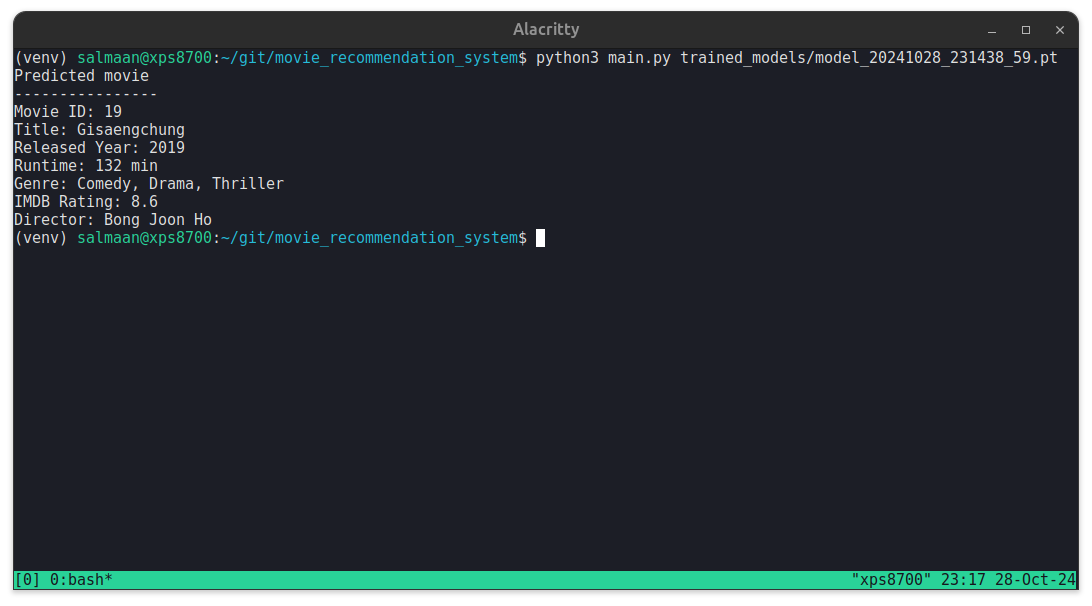 Alacritty
(venv) salmaan@xps8700:~/git/movie_recommendation_system$ python3 main.py trained_models/model_20241028_231438_59.pt
Predicted movie
----------------
Movie ID: 19
Title: Gisaengchung
Released Year: 2019
Runtime: 132 min
Genre: Comedy, Drama, Thriller
IMDB Rating: 8.6
Director: Bong Joon Ho
(venv) salmaan@xps8700:~/git/movie_recommendation_system$
[0] 0:bash* "xps8700" 23:17 28-Oct-24